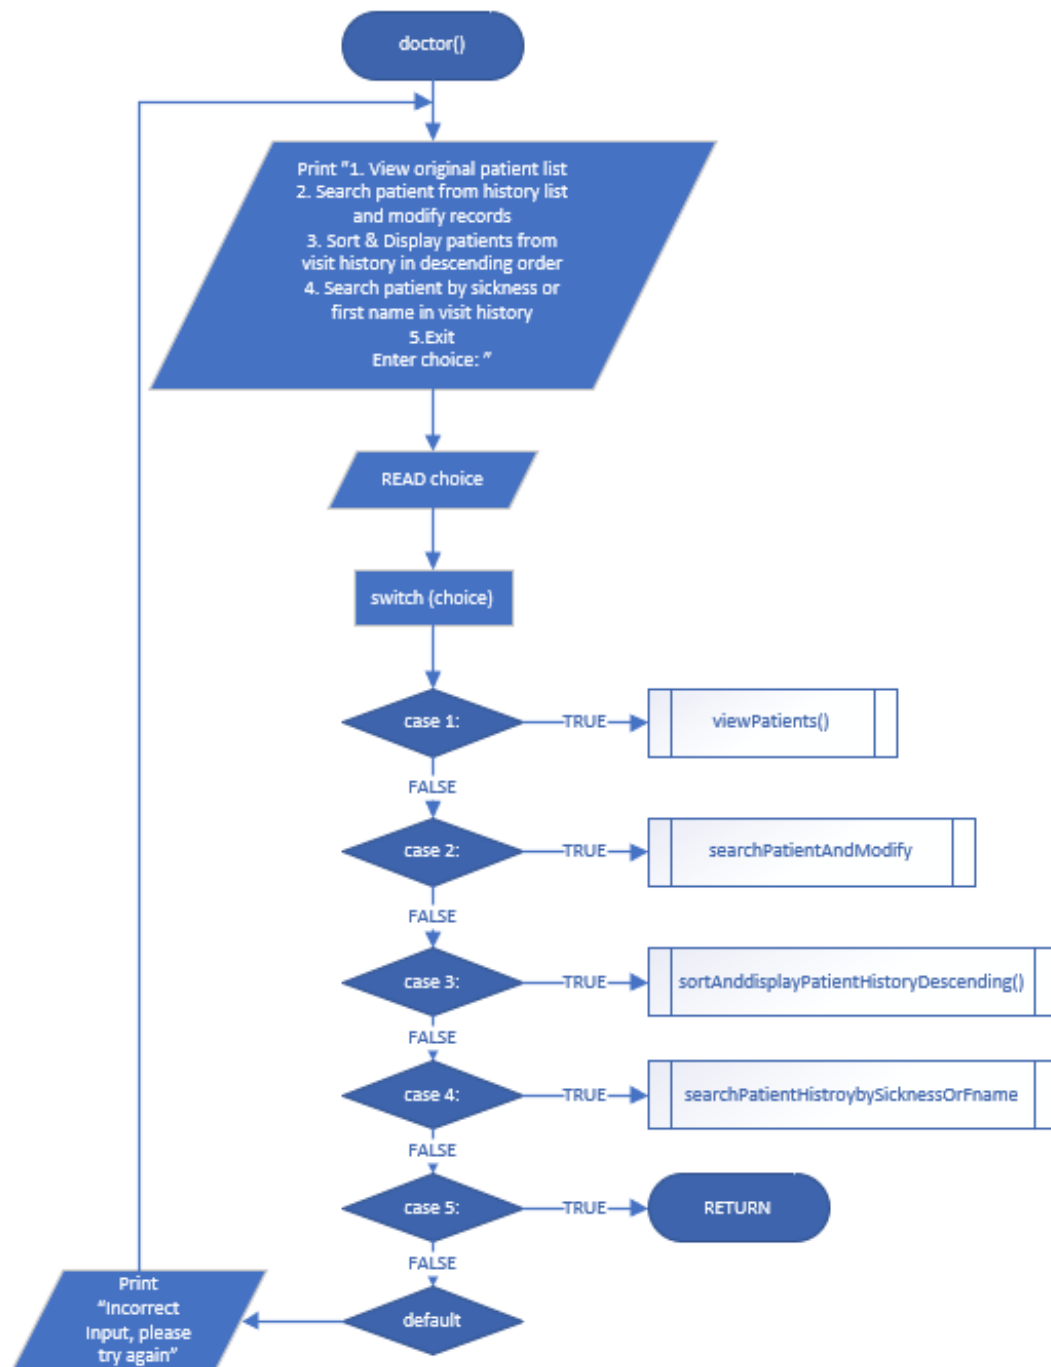 doctor()
Print "1. View original patient list
2. Search patient from history list
and modify records
3. Sort & Display patients from
visit history in descending order
4. Search patient by sickness or
first name in visit history
5.Exit
Enter choice: "
READ choice
switch (choice)
case 1:
TRUE
viewPatients()
FALSE
case 2:
TRUE
searchPatientAndModify
FALSE
case 3:
TRUE
sortAnddisplayPatientHistoryDescending()
FALSE
case 4:
TRUE
searchPatientHistroybySicknessOrFname
FALSE
case 5:
TRUE
RETURN
FALSE
default
Print
"Incorrect
Input, please
try again"